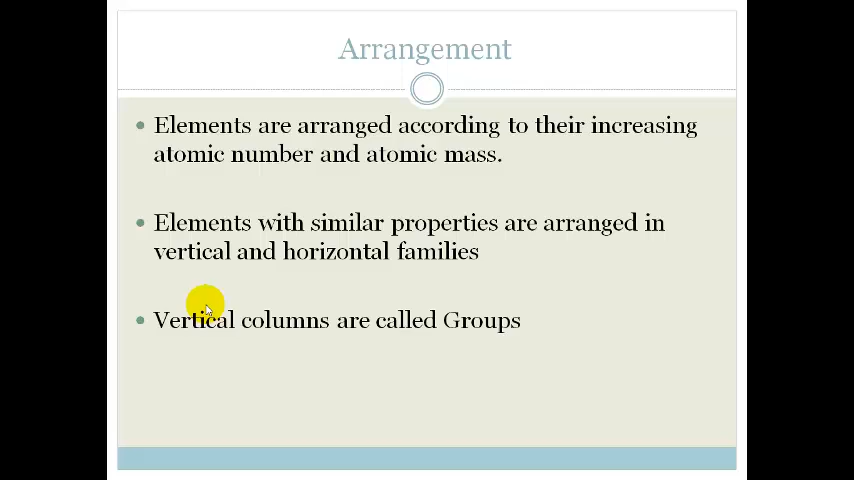 Arrangement
Elements are arranged according to their increasing
atomic number and atomic mass.
Elements with similar properties are arranged in
vertical and horizontal families
Vertical columns are called Groups